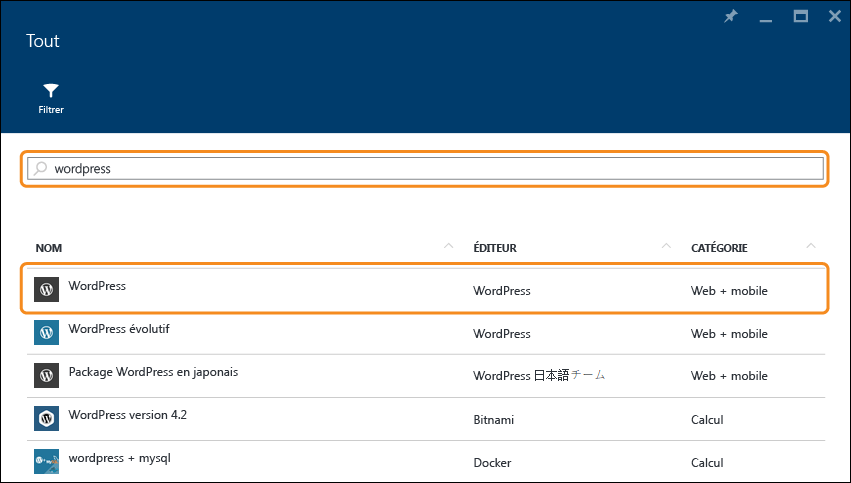 Tout
Filtrer
wordpress
NOM ÉDITEUR CATÉGORIE
WordPress WordPress Web + mobile
WordPress évolutif WordPress Web + mobile
Package WordPress en japonais WordPress 日本語チーム Web + mobile
WordPress version 4.2 Bitnami Calcul
wordpress + mysql Docker Calcul